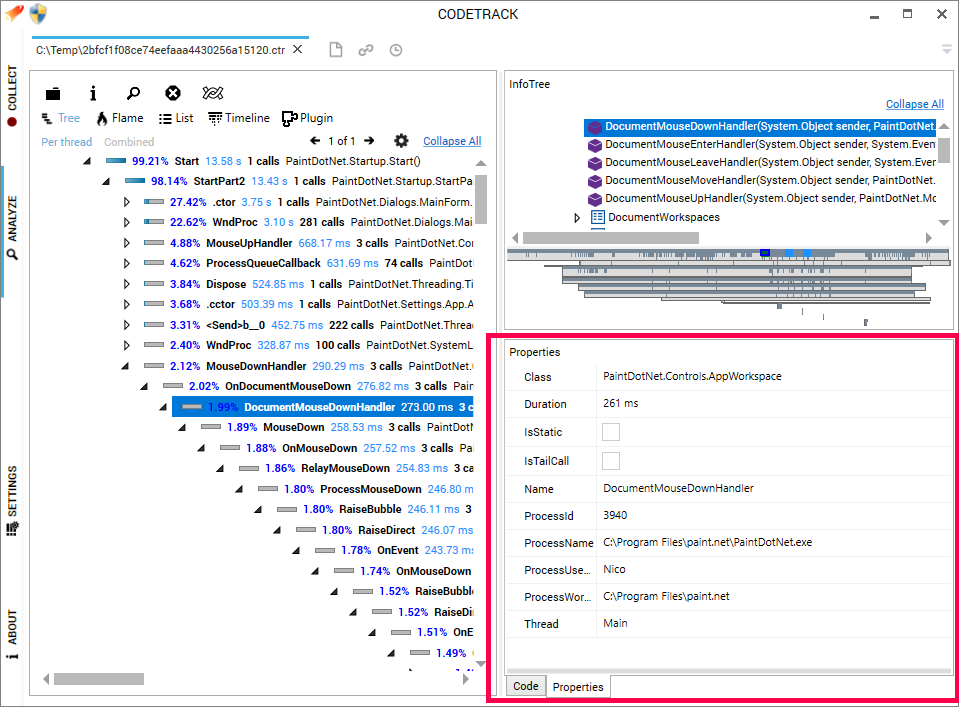 CODETRACK
C:\Temp\2bfcf1f08ce74eefaaa4430256a15120.ctr
COLLECT
ANALYZE
SETTINGS
ABOUT
Tree Flame List Timeline Plugin
Per thread Combined 1 of 1 Collapse All
99.21% Start 13.58 s 1 calls PaintDotNet.Startup.Start()
98.14% StartPart2 13.43 s 1 calls PaintDotNet.Startup.StartPa
27.42% .ctor 3.75 s 1 calls PaintDotNet.Dialogs.MainForm.
22.62% WndProc 3.10 s 281 calls PaintDotNet.Dialogs.Main
4.88% MouseUpHandler 668.17 ms 3 calls PaintDotNet.Cor
4.62% ProcessQueueCallback 631.69 ms 74 calls PaintDotN
3.84% Dispose 524.85 ms 1 calls PaintDotNet.Threading.Ti
3.68% .cctor 503.39 ms 1 calls PaintDotNet.Settings.App.A
3.31% <Send>b__0 452.75 ms 222 calls PaintDotNet.Threa
2.40% WndProc 328.87 ms 100 calls PaintDotNet.SystemL
2.12% MouseDownHandler 290.29 ms 3 calls PaintDotNet.
2.02% OnDocumentMouseDown 276.82 ms 3 calls Pain
1.99% DocumentMouseDownHandler 273.00 ms 3 c
1.89% MouseDown 258.53 ms 3 calls PaintDotN
1.88% OnMouseDown 257.52 ms 3 calls Pa
1.86% RelayMouseDown 254.83 ms 3 ca
1.80% ProcessMouseDown 246.80 m
1.80% RaiseBubble 246.11 ms 3
1.80% RaiseDirect 246.07 ms
1.78% OnEvent 243.73 ms
1.74% OnMouseDown
1.52% RaiseBubble
1.52% RaiseDi
1.51% OnE
1.49%
InfoTree
Collapse All
DocumentMouseDownHandler(System.Object sender, PaintDotNet.
DocumentMouseEnterHandler(System.Object sender, System.Even
DocumentMouseLeaveHandler(System.Object sender, System.Even
DocumentMouseMoveHandler(System.Object sender, PaintDotNet.
DocumentMouseUpHandler(System.Object sender, PaintDotNet.Mo
DocumentWorkspaces
Properties
Class PaintDotNet.Controls.AppWorkspace
Duration 261 ms
IsStatic
IsTailCall
Name DocumentMouseDownHandler
ProcessId 3940
ProcessName C:\Program Files\paint.net\PaintDotNet.exe
ProcessUse... Nico
ProcessWor... C:\Program Files\paint.net
Thread Main
Code Properties